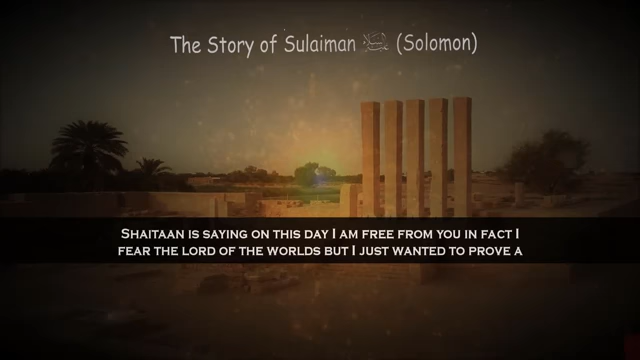 The Story of Sulaiman (Solomon)
SHAITAAN IS SAYING ON THIS DAY I AM FREE FROM YOU IN FACT I
FEAR THE LORD OF THE WORLDS BUT I JUST WANTED TO PROVE A